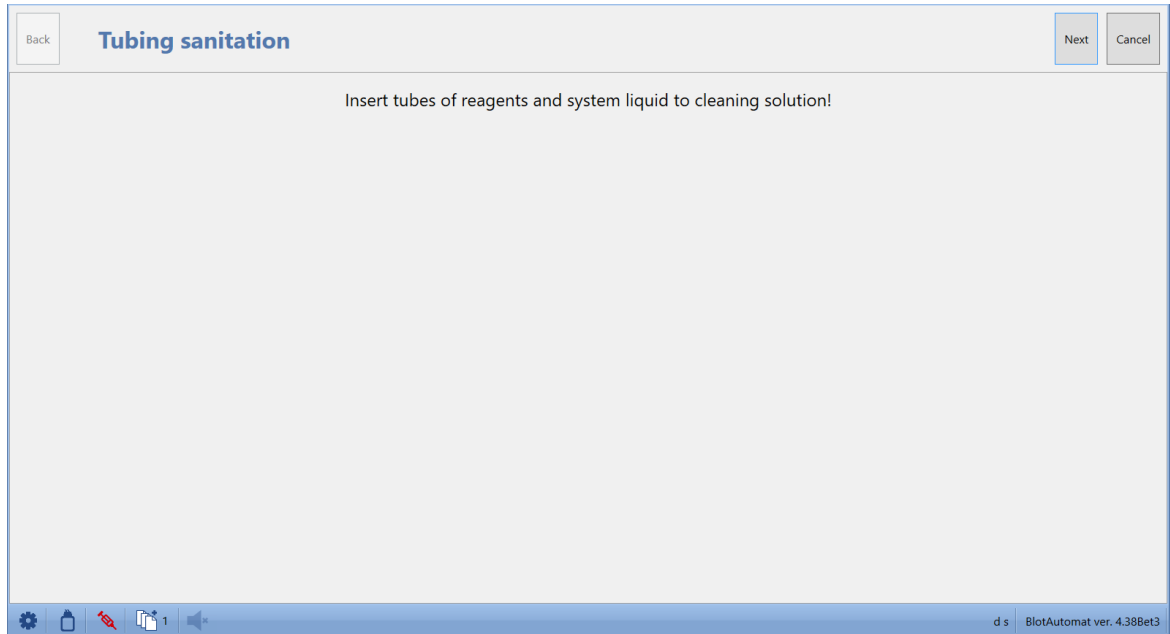 Back
Tubing sanitation
Next
Cancel
Insert tubes of reagents and system liquid to cleaning solution!
1
d s
BlotAutomat ver. 4.38Bet3